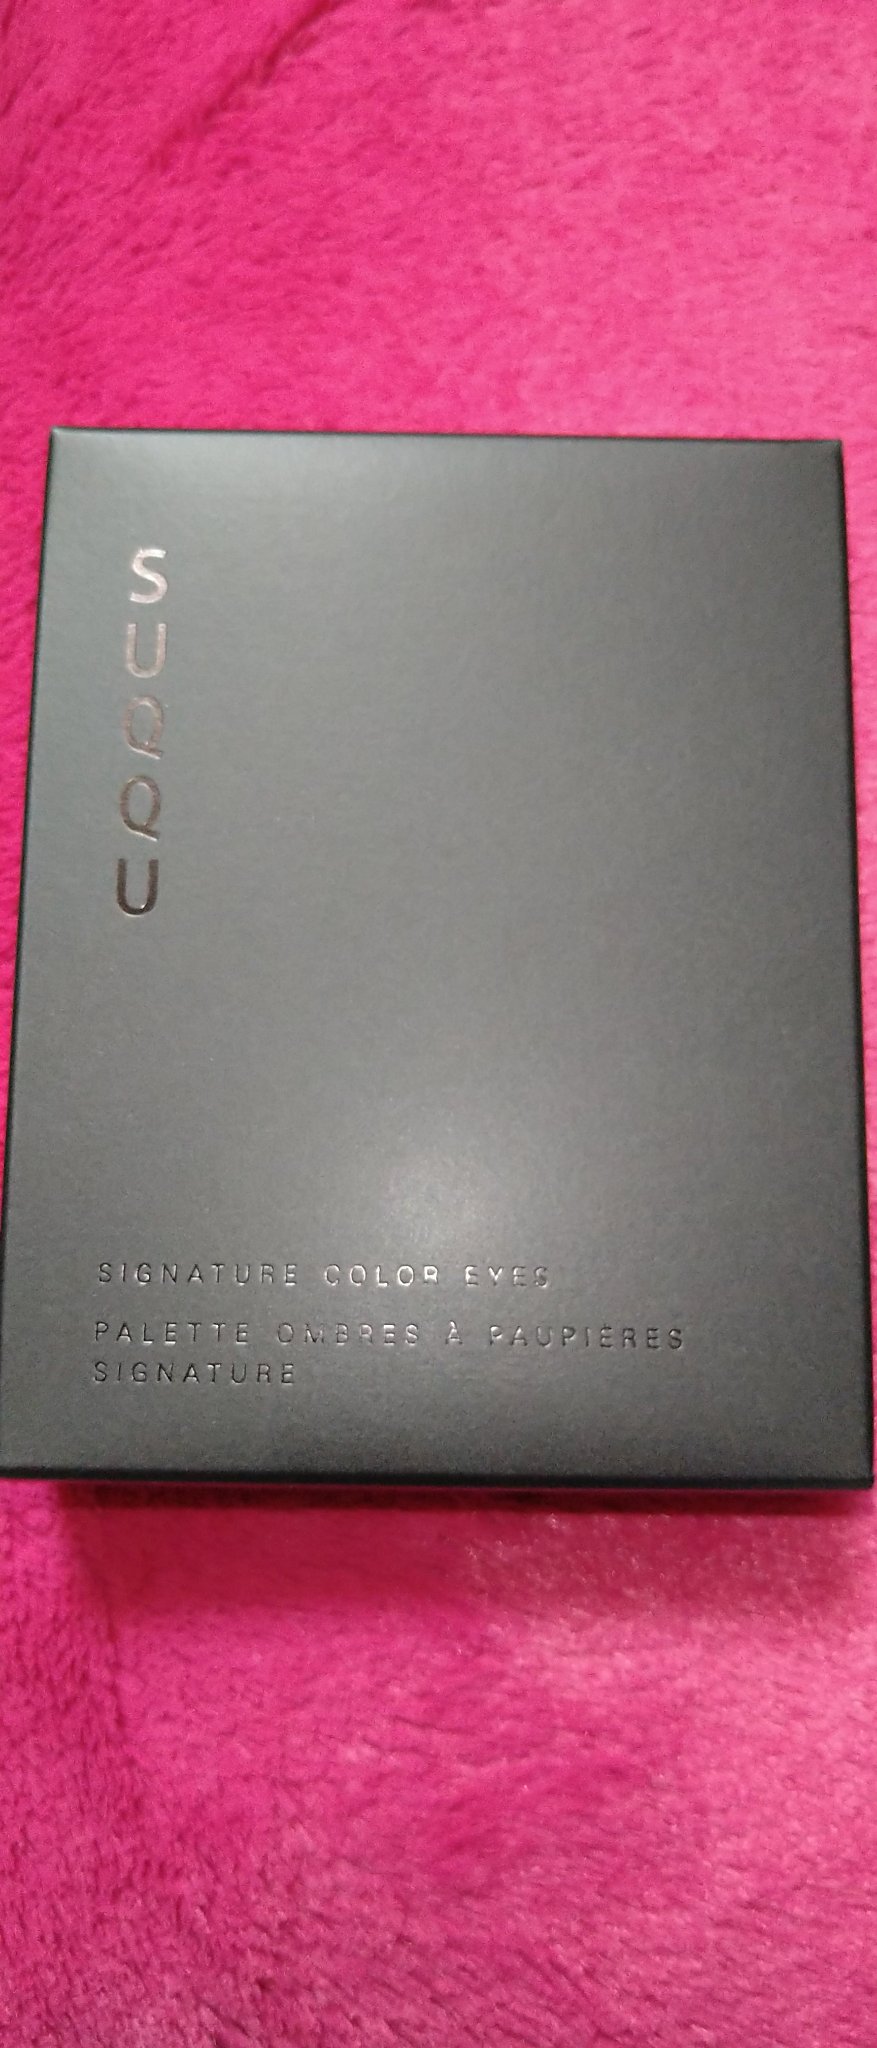 SUQQU
SIGNATURE COLOR EYES
PALETTE OMBRES À PAUPIÈRES
SIGNATURE